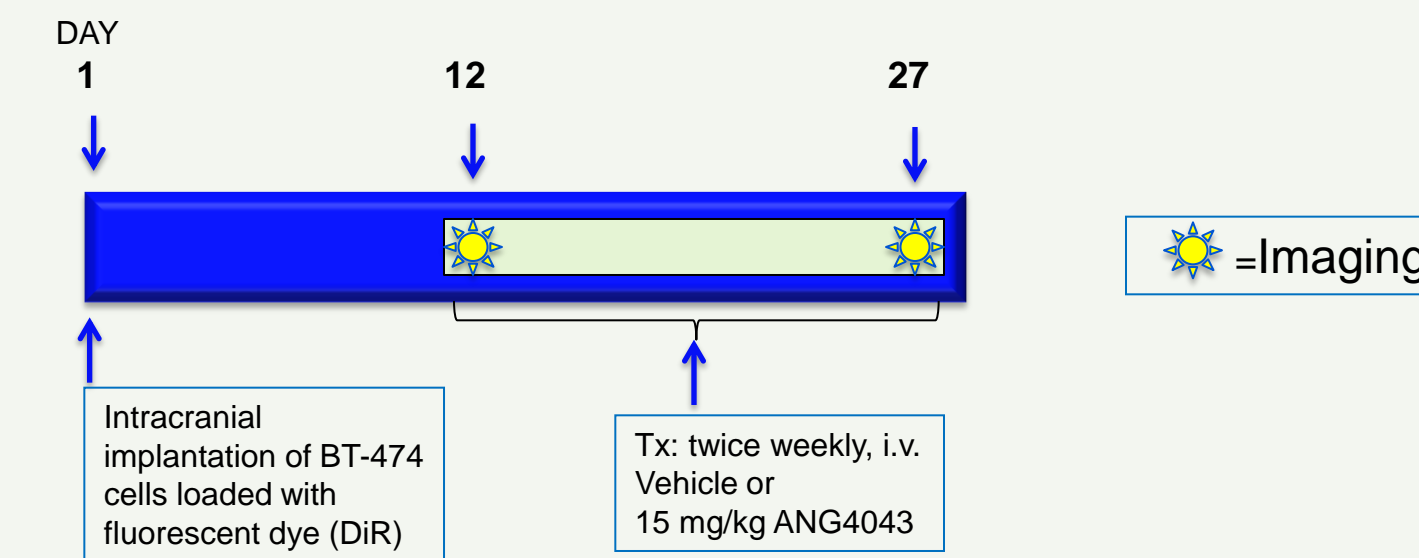 DAY
1 12 27
=Imaging
Intracranial
implantation of BT-474
cells loaded with
fluorescent dye (DiR)
Tx: twice weekly, i.v.
Vehicle or
15 mg/kg ANG4043